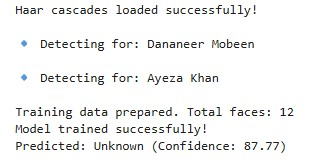 Haar cascades loaded successfully!
🔹 Detecting for: Dananeer Mobeen
🔹 Detecting for: Ayeza Khan
Training data prepared. Total faces: 12
Model trained successfully!
Predicted: Unknown (Confidence: 87.77)